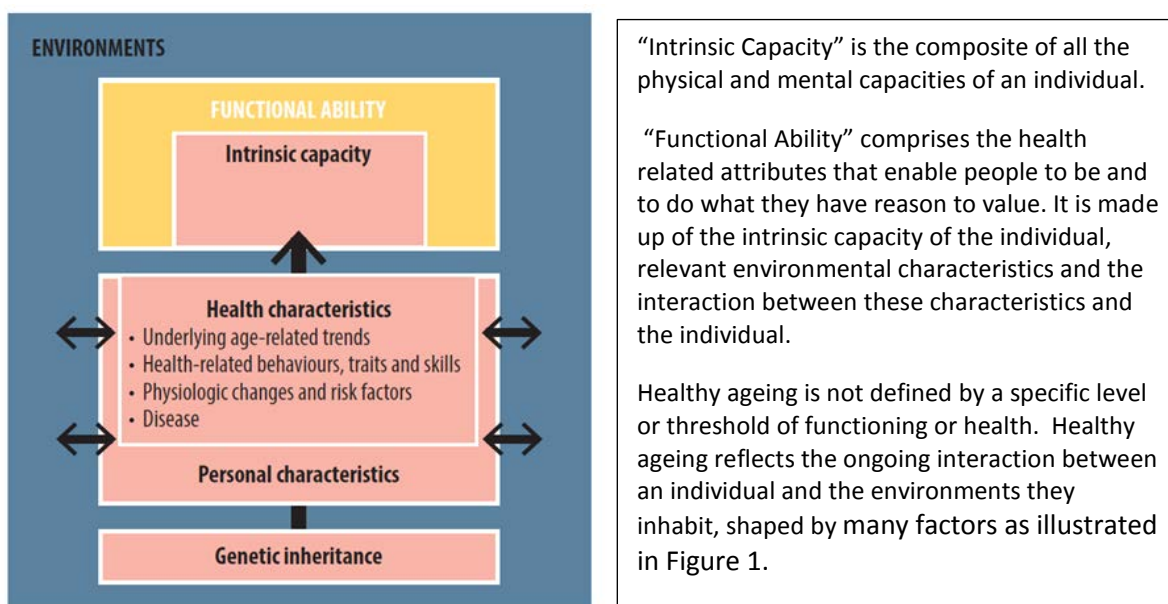 ENVIRONMENTS
FUNCTIONAL ABILITY
Intrinsic capacity
Health characteristics
• Underlying age-related trends
• Health-related behaviours, traits and skills
• Physiologic changes and risk factors
• Disease
Personal characteristics
Genetic inheritance
“Intrinsic Capacity” is the composite of all the
physical and mental capacities of an individual.
“Functional Ability” comprises the health
related attributes that enable people to be and
to do what they have reason to value. It is made
up of the intrinsic capacity of the individual,
relevant environmental characteristics and the
interaction between these characteristics and
the individual.
Healthy ageing is not defined by a specific level
or threshold of functioning or health. Healthy
ageing reflects the ongoing interaction between
an individual and the environments they
inhabit, shaped by many factors as illustrated
in Figure 1.